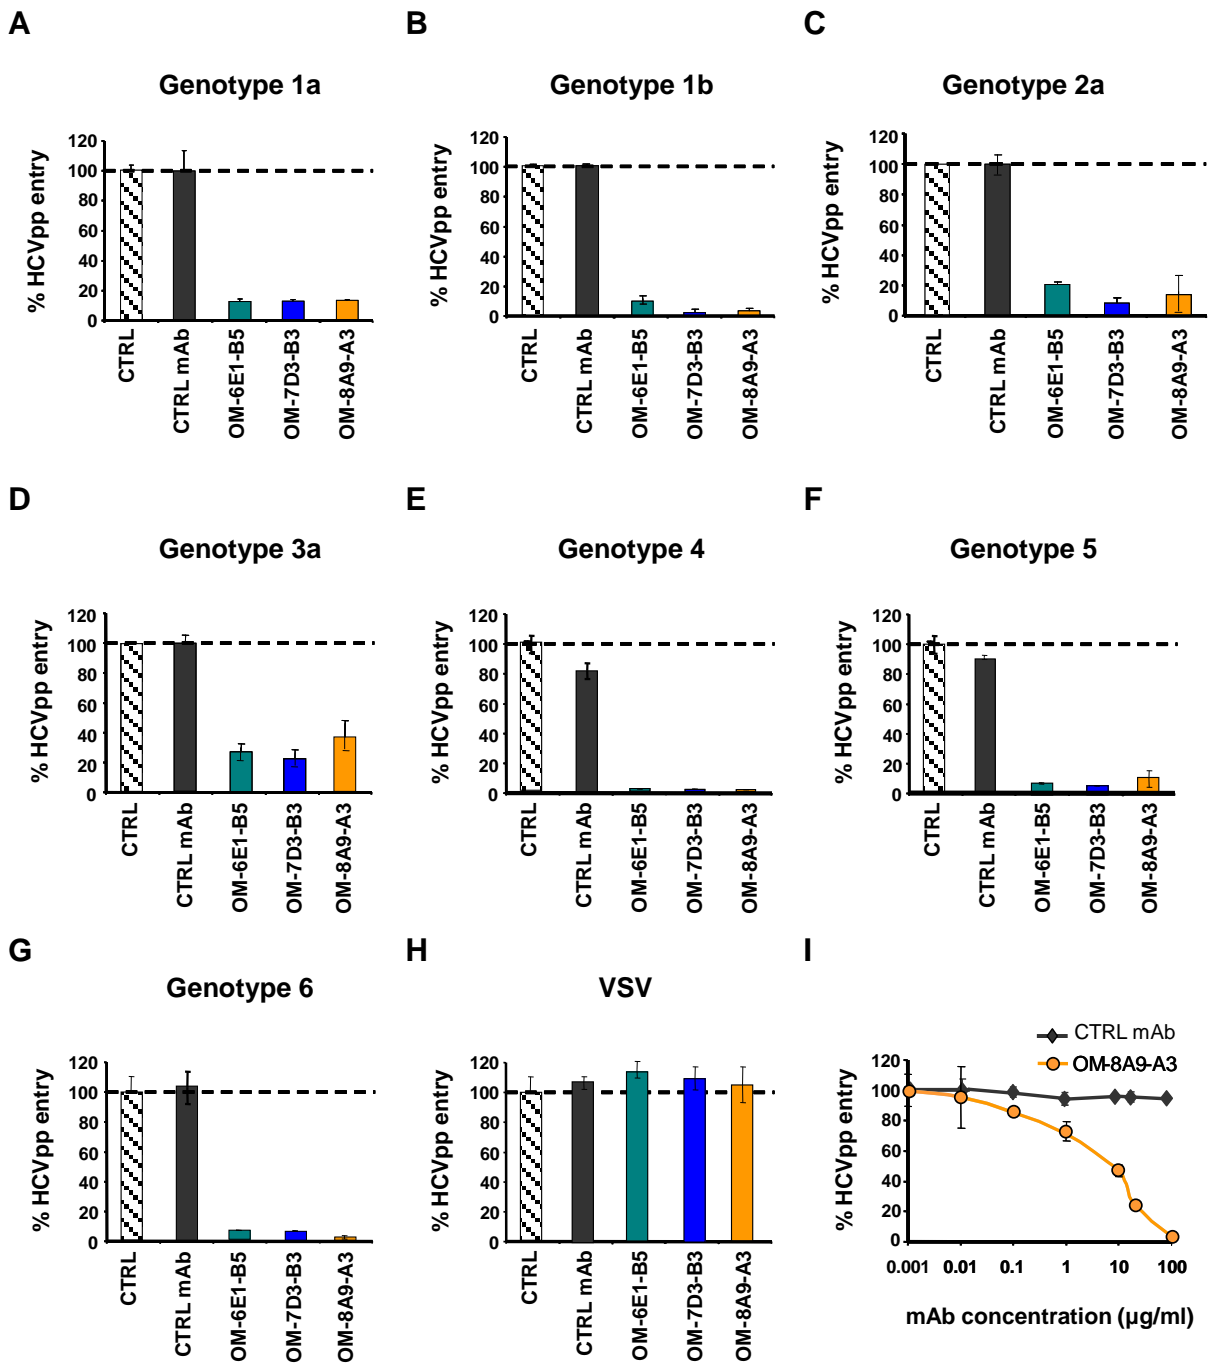 A
B
C
Genotype 1a
Genotype 1b
Genotype 2a
% HCVpp entry
120
100
80
60
40
20
0
CTRL
CTRL mAb
OM-6E1-B5
OM-7D3-B3
OM-8A9-A3
% HCVpp entry
120
100
80
60
40
20
0
CTRL
CTRL mAb
OM-6E1-B5
OM-7D3-B3
OM-8A9-A3
% HCVpp entry
120
100
80
60
40
20
0
CTRL
CTRL mAb
OM-6E1-B5
OM-7D3-B3
OM-8A9-A3
D
E
F
Genotype 3a
Genotype 4
Genotype 5
% HCVpp entry
120
100
80
60
40
20
0
CTRL
CTRL mAb
OM-6E1-B5
OM-7D3-B3
OM-8A9-A3
% HCVpp entry
120
100
80
60
40
20
0
CTRL
CTRL mAb
OM-6E1-B5
OM-7D3-B3
OM-8A9-A3
% HCVpp entry
120
100
80
60
40
20
0
CTRL
CTRL mAb
OM-6E1-B5
OM-7D3-B3
OM-8A9-A3
G
H
I
Genotype 6
VSV
% HCVpp entry
120
100
80
60
40
20
0
CTRL
CTRL mAb
OM-6E1-B5
OM-7D3-B3
OM-8A9-A3
% HCVpp entry
120
100
80
60
40
20
0
CTRL
CTRL mAb
OM-6E1-B5
OM-7D3-B3
OM-8A9-A3
CTRL mAb
OM-8A9-A3
% HCVpp entry
120
100
80
60
40
20
0
0.001 0.01 0.1 1 10 100
mAb concentration (µg/ml)